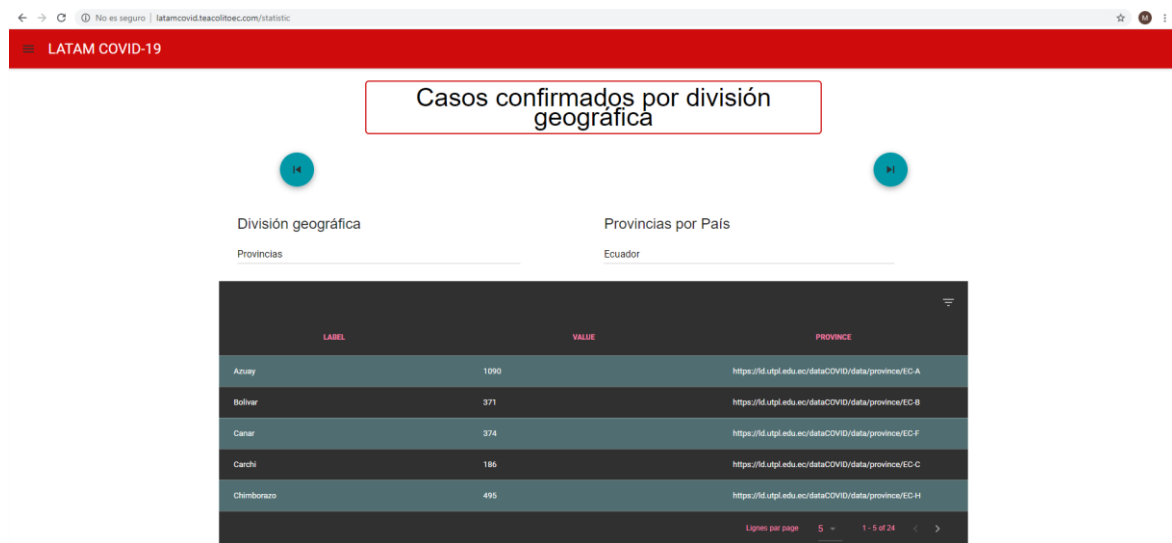 No es seguro | latamcovid.teacolitoec.com/statistic
M
LATAM COVID-19
Casos confirmados por división
geográfica
División geográfica
Provincias por País
Provincias
Ecuador
LABEL VALUE PROVINCE
Azuay 1090 https://ld.utpl.edu.ec/dataCOVID/data/province/EC-A
Bolivar 371 https://ld.utpl.edu.ec/dataCOVID/data/province/EC-B
Canar 374 https://ld.utpl.edu.ec/dataCOVID/data/province/EC-F
Carchi 186 https://ld.utpl.edu.ec/dataCOVID/data/province/EC-C
Chimborazo 495 https://ld.utpl.edu.ec/dataCOVID/data/province/EC-H
Lignes par page 5 1 - 5 of 24